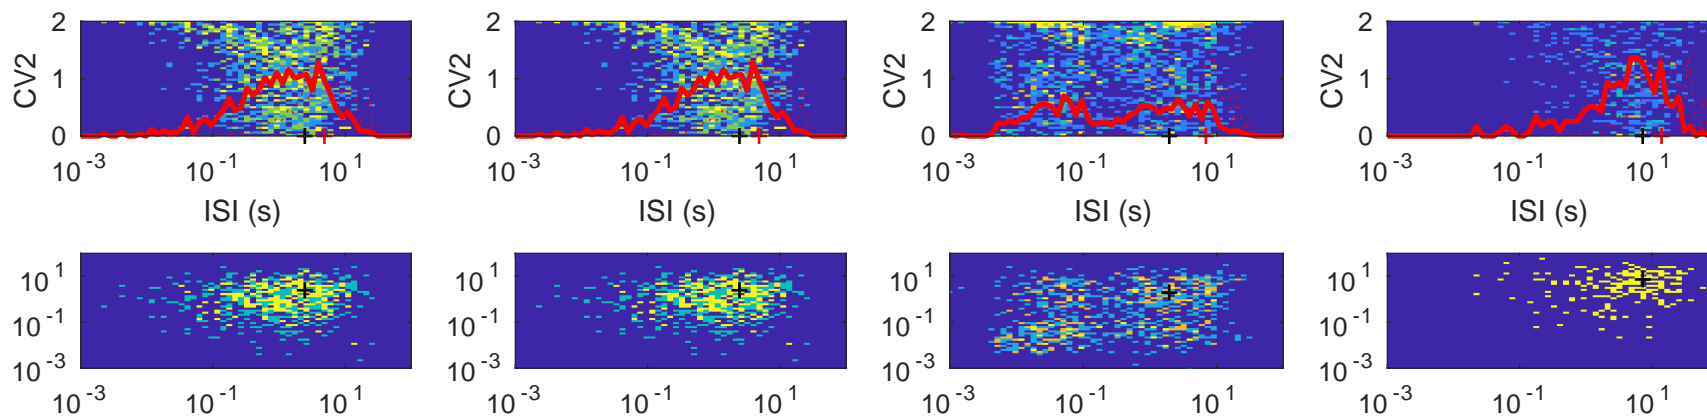 2 2 2 2
CV2 1 CV2 1 CV2 1 CV2 1
0 0 0 0
10⁻³ 10⁻¹ 10¹ 10⁻³ 10⁻¹ 10¹ 10⁻³ 10⁻¹ 10¹ 10⁻³ 10⁻¹ 10¹
ISI (s) ISI (s) ISI (s) ISI (s)
10¹ 10¹ 10¹ 10¹
10⁻¹ 10⁻¹ 10⁻¹ 10⁻¹
10⁻³ 10⁻³ 10⁻³ 10⁻³
10⁻³ 10⁻¹ 10¹ 10⁻³ 10⁻¹ 10¹ 10⁻³ 10⁻¹ 10¹ 10⁻³ 10⁻¹ 10¹